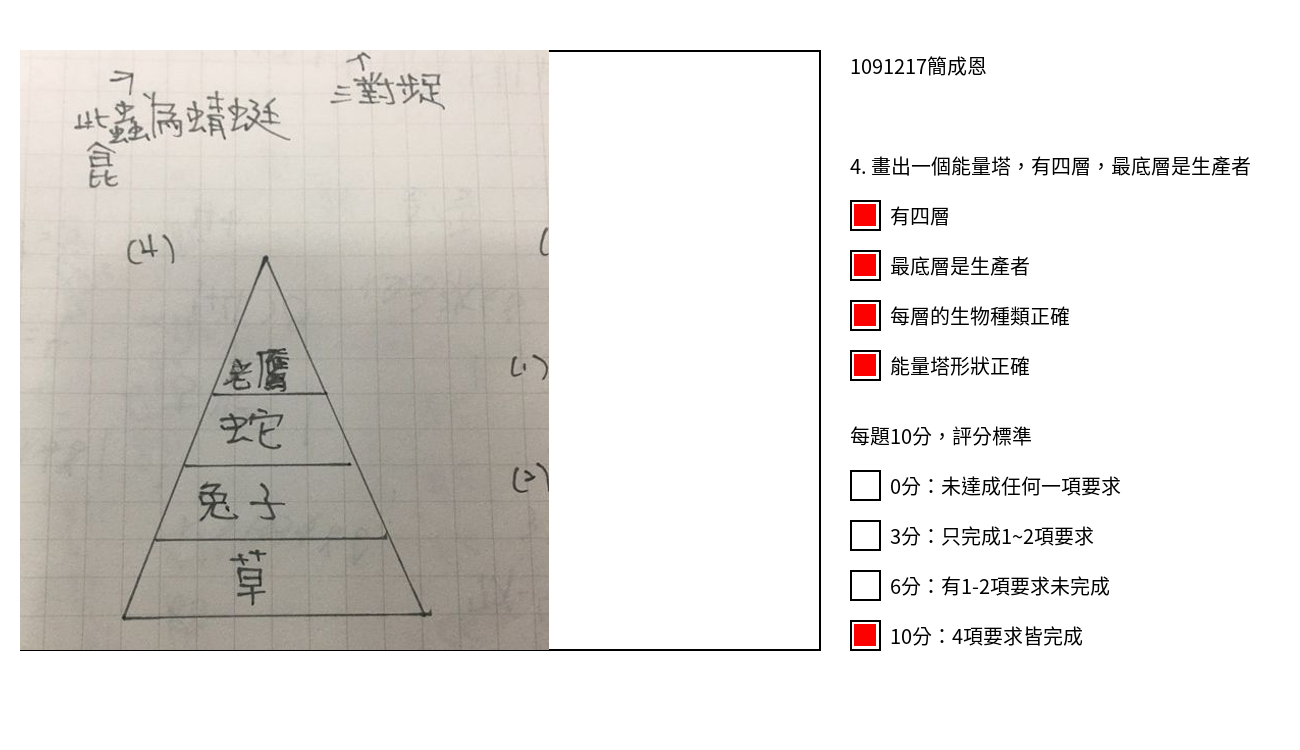 三對步足
此蟲為蜻蜓
昆
(4)
老鷹
蛇
兔子
草
(1)
(2)
1091217簡成恩
4. 畫出一個能量塔，有四層，最底層是生產者
有四層
最底層是生產者
每層的生物種類正確
能量塔形狀正確
每題10分，評分標準
0分：未達成任何一項要求
3分：只完成1~2項要求
6分：有1-2項要求未完成
10分：4項要求皆完成